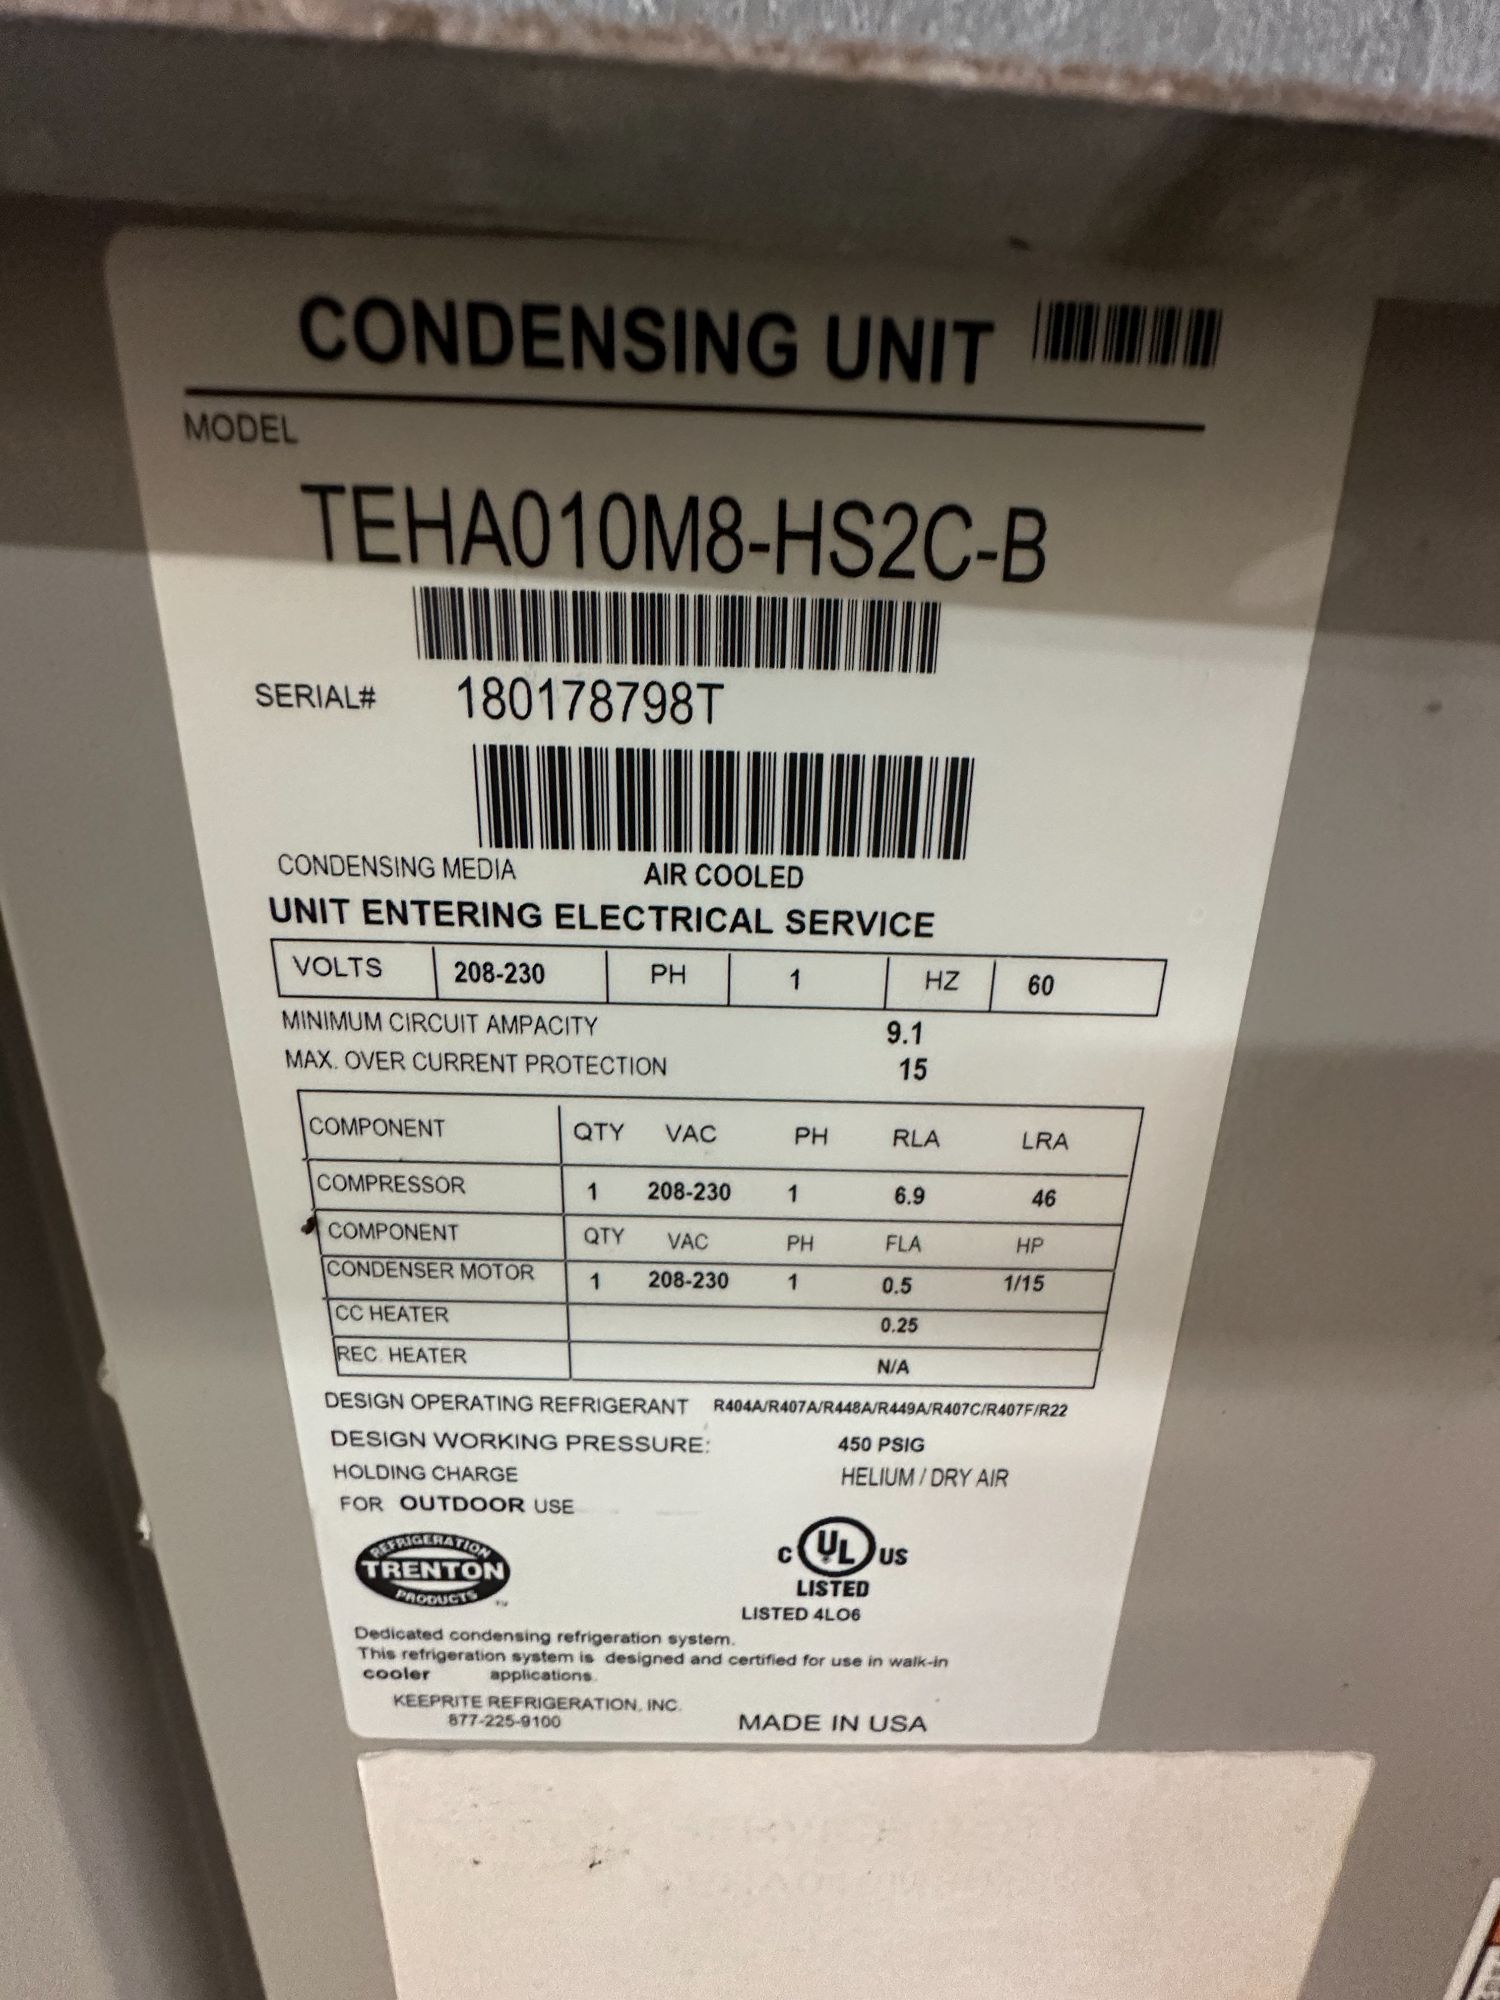 CONDENSING UNIT
MODEL
TEHA010M8-HS2C-B
SERIAL# 180178798T
CONDENSING MEDIA AIR COOLED
UNIT ENTERING ELECTRICAL SERVICE
VOLTS 208-230 PH 1 HZ 60
MINIMUM CIRCUIT AMPACITY 9.1
MAX. OVER CURRENT PROTECTION 15
COMPONENT QTY VAC PH RLA LRA
COMPRESSOR 1 208-230 1 6.9 46
COMPONENT QTY VAC PH FLA HP
CONDENSER MOTOR 1 208-230 1 0.5 1/15
CC HEATER 0.25
REC. HEATER N/A
DESIGN OPERATING REFRIGERANT R404A/R407A/R448A/R449A/R407C/R407F/R22
DESIGN WORKING PRESSURE: 450 PSIG
HOLDING CHARGE HELIUM / DRY AIR
FOR OUTDOOR USE
REFRIGERATION
TRENTON
PRODUCTS ™
C UL US
LISTED
LISTED 4LO6
Dedicated condensing refrigeration system.
This refrigeration system is designed and certified for use in walk-in
cooler applications.
KEEPRITE REFRIGERATION, INC.
877-225-9100
MADE IN USA